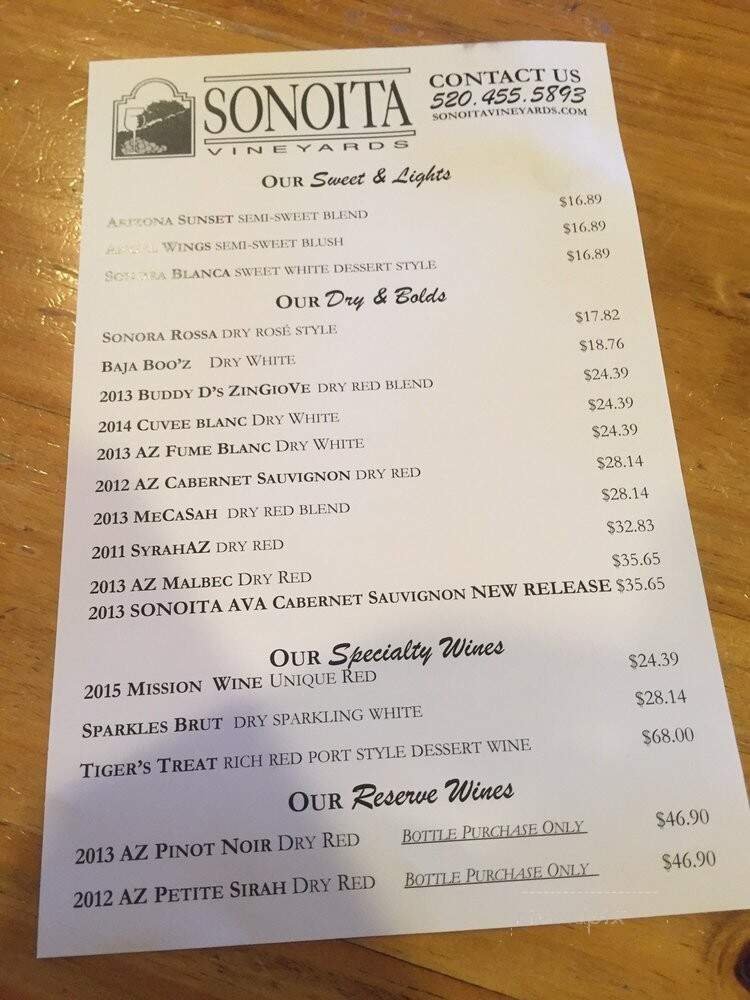 SONOITA
VINEYARDS
CONTACT US
520.455.5893
SONOITAVINEYARDS.COM
OUR Sweet & Lights
ARIZONA SUNSET SEMI-SWEET BLEND $16.89
WINGS SEMI-SWEET BLUSH $16.89
SONORA BLANCA SWEET WHITE DESSERT STYLE $16.89
OUR Dry & Bolds
SONORA ROSSA DRY ROSÉ STYLE $17.82
BAJA BOO'Z DRY WHITE $18.76
2013 BUDDY D'S ZINGIOVE DRY RED BLEND $24.39
2014 CUVEE BLANC DRY WHITE $24.39
2013 AZ FUME BLANC DRY WHITE $24.39
2012 AZ CABERNET SAUVIGNON DRY RED $28.14
2013 MECASAH DRY RED BLEND $28.14
2011 SYRAHAZ DRY RED $32.83
2013 AZ MALBEC DRY RED $35.65
2013 SONOITA AVA CABERNET SAUVIGNON NEW RELEASE $35.65
OUR Specialty Wines
2015 MISSION WINE UNIQUE RED $24.39
SPARKLES BRUT DRY SPARKLING WHITE $28.14
TIGER'S TREAT RICH RED PORT STYLE DESSERT WINE $68.00
OUR Reserve Wines
2013 AZ PINOT NOIR DRY RED BOTTLE PURCHASE ONLY $46.90
2012 AZ PETITE SIRAH DRY RED BOTTLE PURCHASE ONLY $46.90